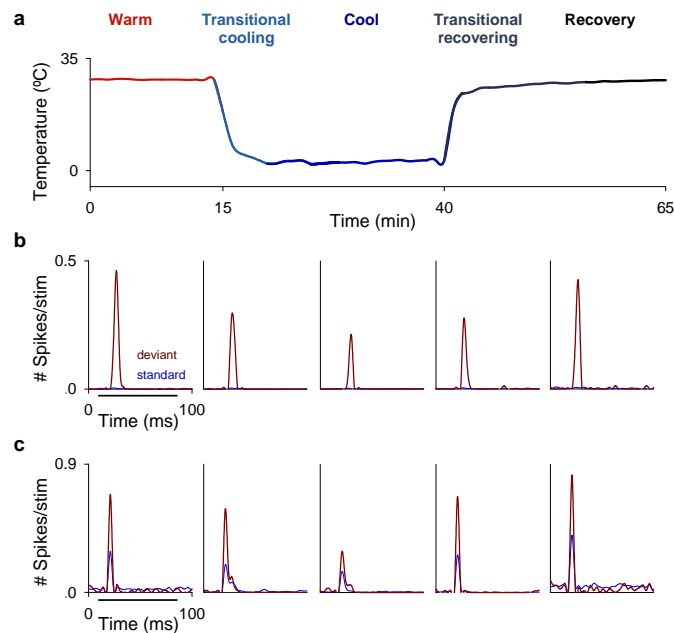 a
Warm
Transitional
cooling
Cool
Transitional
recovering
Recovery
Temperature (ºC)
35
0
0
15
40
65
Time (min)
b
# Spikes/stim
0.5
.0
deviant
standard
0
100
Time (ms)
c
# Spikes/stim
0.9
.0
0
100
Time (ms)